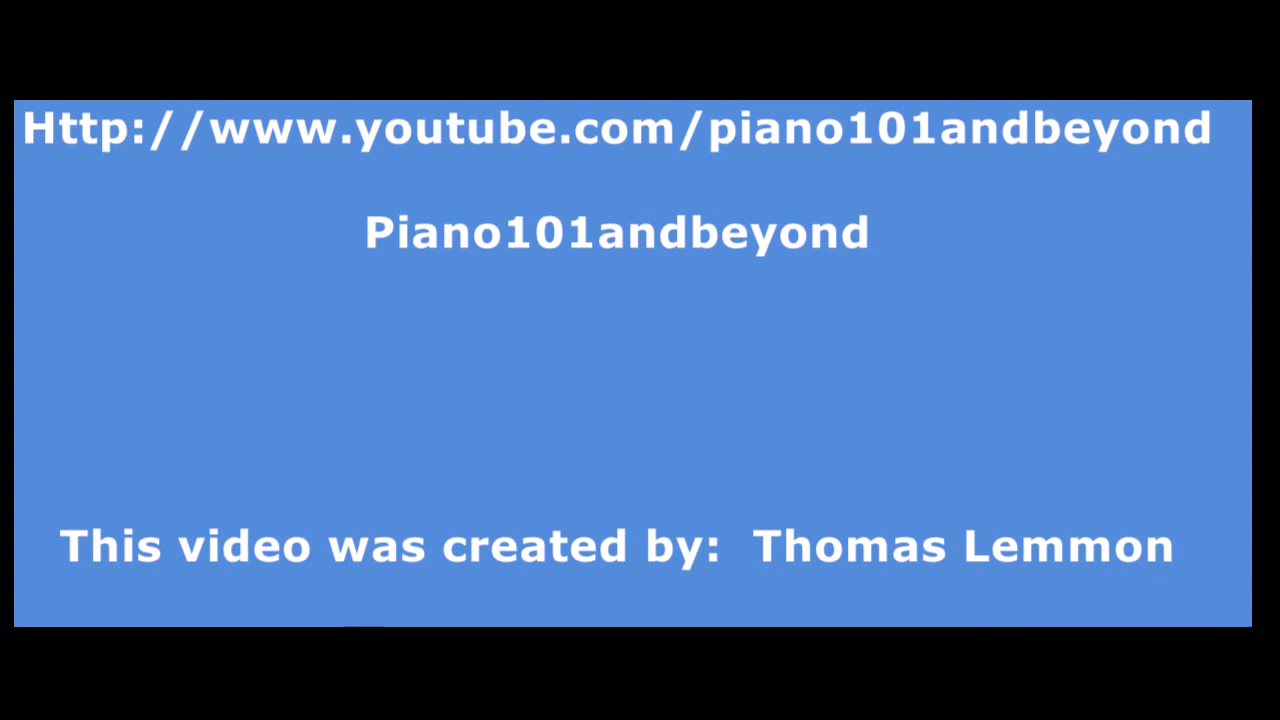 Http://www.youtube.com/piano101andbeyond
Piano101andbeyond
This video was created by:  Thomas Lemmon